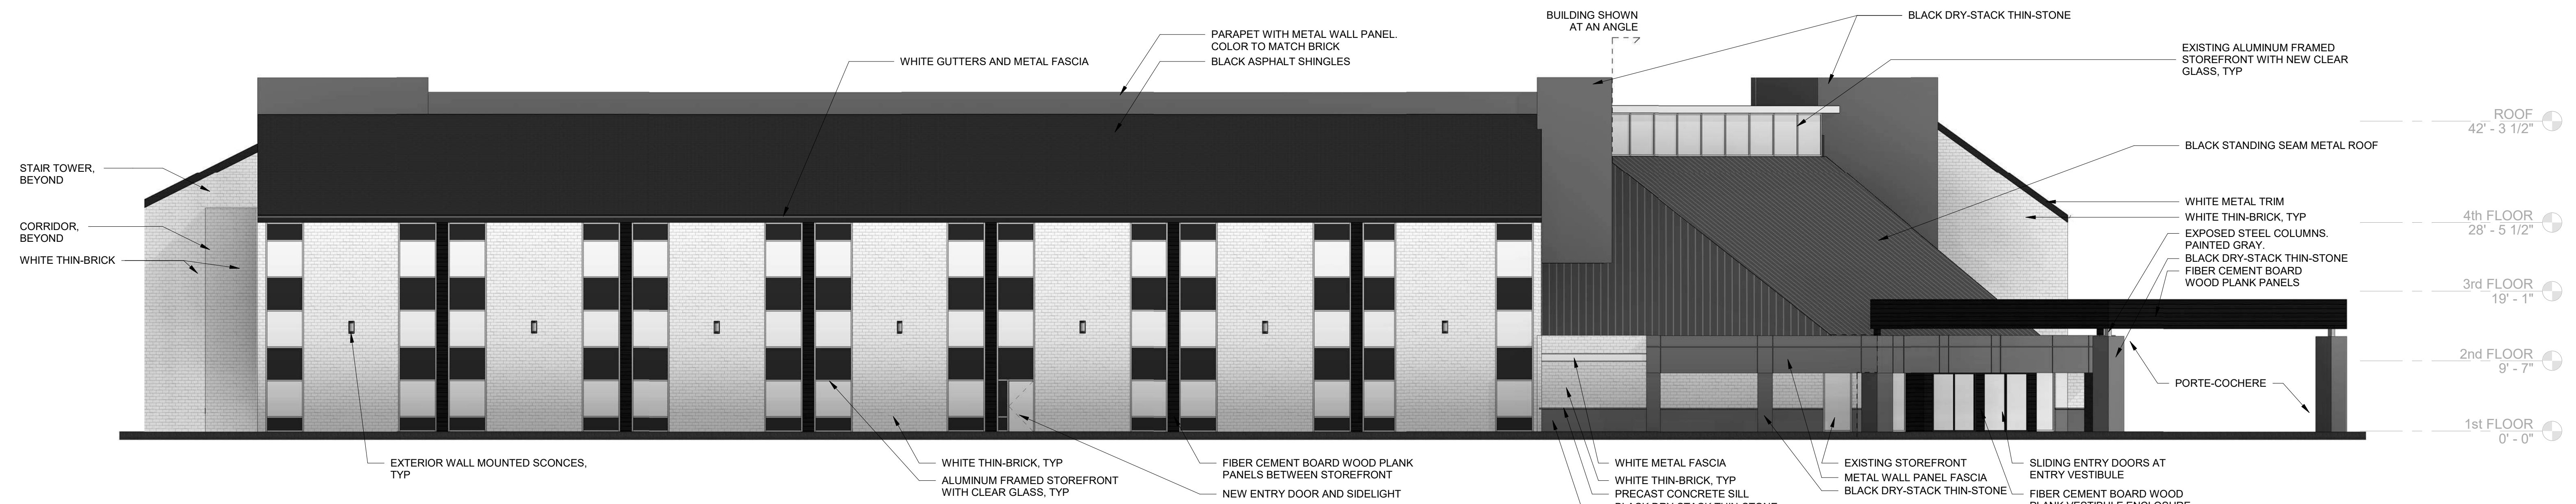 BUILDING SHOWN
AT AN ANGLE
BLACK DRY-STACK THIN-STONE
PARAPET WITH METAL WALL PANEL.
COLOR TO MATCH BRICK
WHITE GUTTERS AND METAL FASCIA
BLACK ASPHALT SHINGLES
EXISTING ALUMINUM FRAMED
STOREFRONT WITH NEW CLEAR
GLASS, TYP
ROOF
42' - 3 1/2"
BLACK STANDING SEAM METAL ROOF
STAIR TOWER,
BEYOND
WHITE METAL TRIM
WHITE THIN-BRICK, TYP
4th FLOOR
28' - 5 1/2"
CORRIDOR,
BEYOND
EXPOSED STEEL COLUMNS.
PAINTED GRAY.
BLACK DRY-STACK THIN-STONE
WHITE THIN-BRICK
FIBER CEMENT BOARD
WOOD PLANK PANELS
3rd FLOOR
19' - 1"
2nd FLOOR
9' - 7"
PORTE-COCHERE
1st FLOOR
0' - 0"
EXTERIOR WALL MOUNTED SCONCES,
TYP
WHITE THIN-BRICK, TYP
ALUMINUM FRAMED STOREFRONT
WITH CLEAR GLASS, TYP
FIBER CEMENT BOARD WOOD PLANK
PANELS BETWEEN STOREFRONT
NEW ENTRY DOOR AND SIDELIGHT
WHITE METAL FASCIA
WHITE THIN-BRICK, TYP
PRECAST CONCRETE SILL
BLACK DRY-STACK THIN-STONE
EXISTING STOREFRONT
METAL WALL PANEL FASCIA
BLACK DRY-STACK THIN-STONE
SLIDING ENTRY DOORS AT
ENTRY VESTIBULE
FIBER CEMENT BOARD WOOD
PLANK VESTIBULE ENCLOSURE